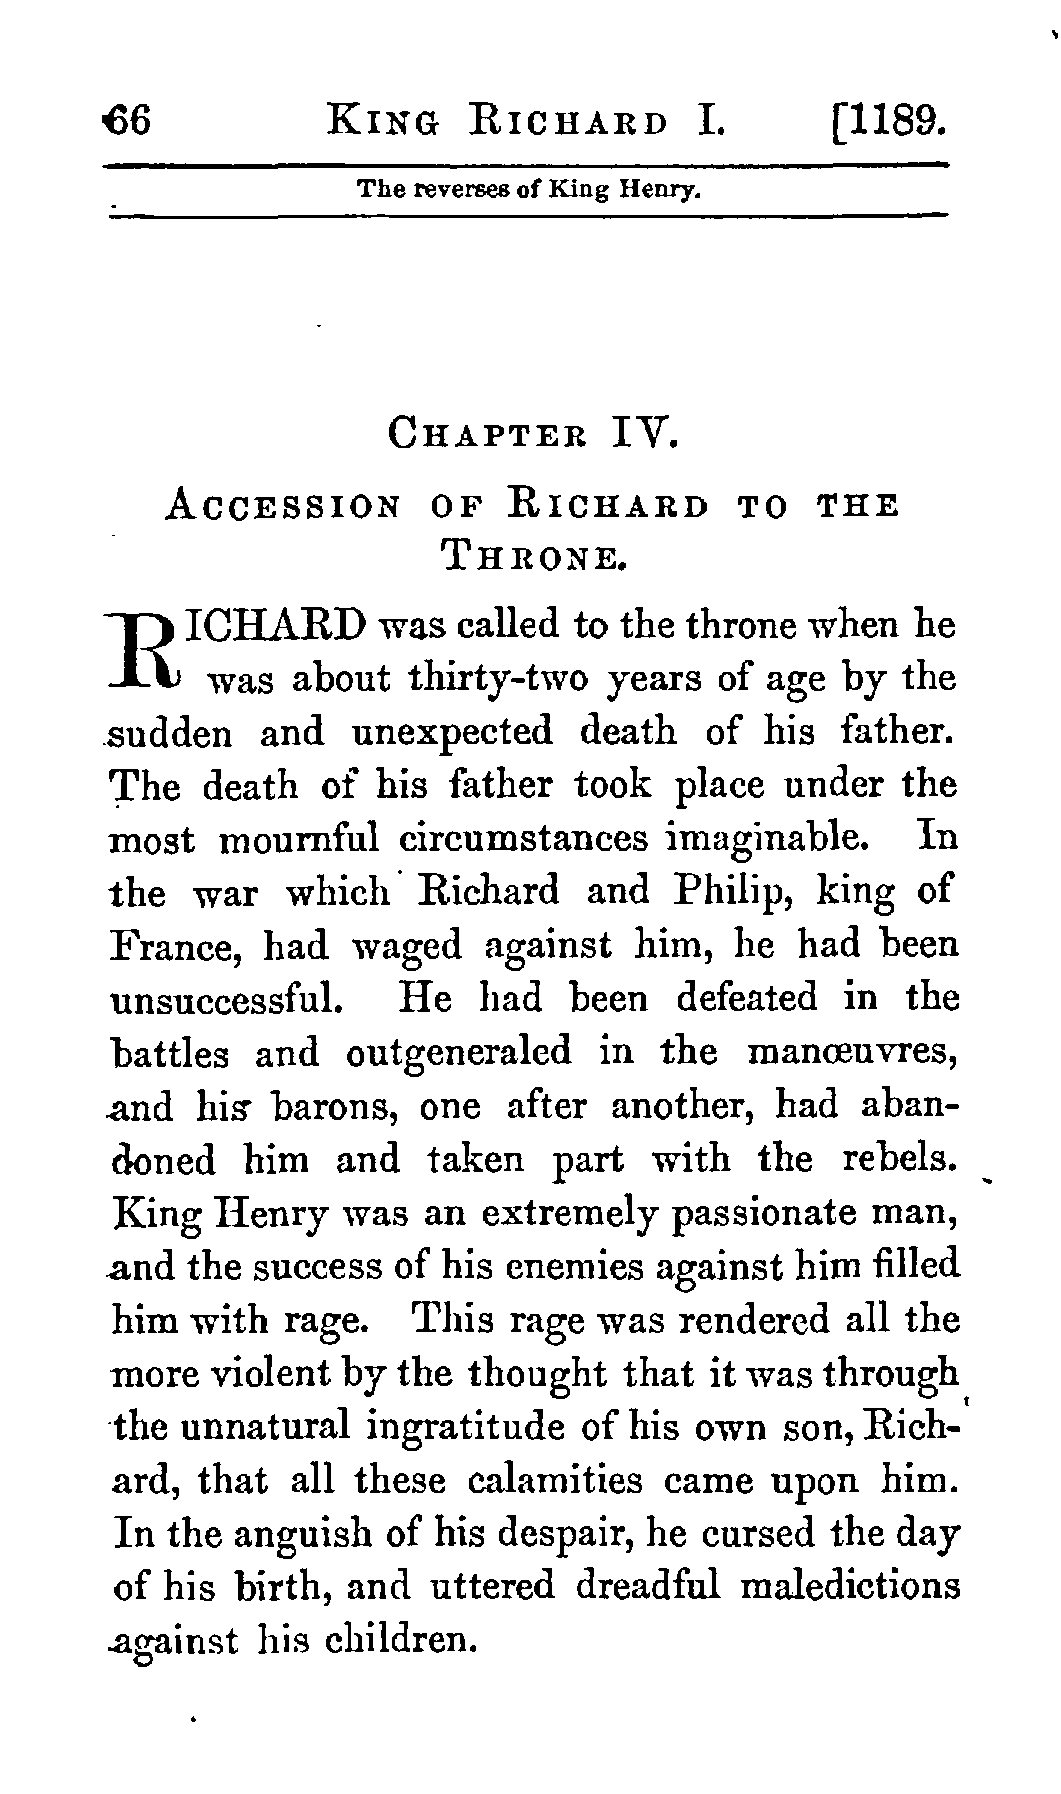 66 KING RICHARD I. [1189.
The reverses of King Henry.
CHAPTER IV.
ACCESSION OF RICHARD TO THE
THRONE.
RICHARD was called to the throne when he
was about thirty-two years of age by the
sudden and unexpected death of his father.
The death of his father took place under the
most mournful circumstances imaginable. In
the war which Richard and Philip, king of
France, had waged against him, he had been
unsuccessful. He had been defeated in the
battles and outgeneraled in the manœuvres,
and his barons, one after another, had aban-
doned him and taken part with the rebels.
King Henry was an extremely passionate man,
and the success of his enemies against him filled
him with rage. This rage was rendered all the
more violent by the thought that it was through
the unnatural ingratitude of his own son, Rich-
ard, that all these calamities came upon him.
In the anguish of his despair, he cursed the day
of his birth, and uttered dreadful maledictions
against his children.